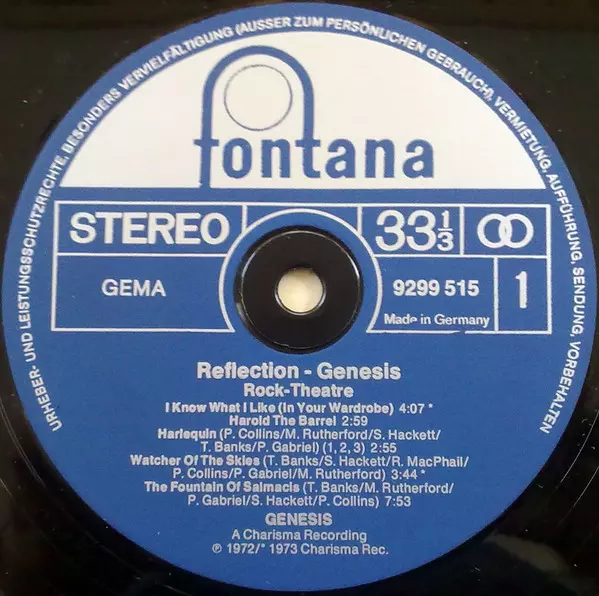 URHEBER- UND LEISTUNGSSCHUTZRECHTE, BESONDERS VERVIELFÄLTIGUNG (AUSSER ZUM PERSÖNLICHEN GEBRAUCH), VERMIETUNG, AUFFÜHRUNG, SENDUNG, VORBEHALTEN
fontana
STEREO 33⅓
GEMA 9299 515 1
Made in Germany
Reflection - Genesis
Rock-Theatre
I Know What I Like (In Your Wardrobe) 4:07 *
Harold The Barrel 2:59
Harlequin (P. Collins/M. Rutherford/S. Hackett/
T. Banks/P. Gabriel) (1, 2, 3) 2:55
Watcher Of The Skies (T. Banks/S. Hackett/R. MacPhail/
P. Collins/P. Gabriel/M. Rutherford) 3:44 *
The Fountain Of Salmacis (T. Banks/M. Rutherford/
P. Gabriel/S. Hackett/P. Collins) 7:53
GENESIS
A Charisma Recording
℗ 1972/* 1973 Charisma Rec.